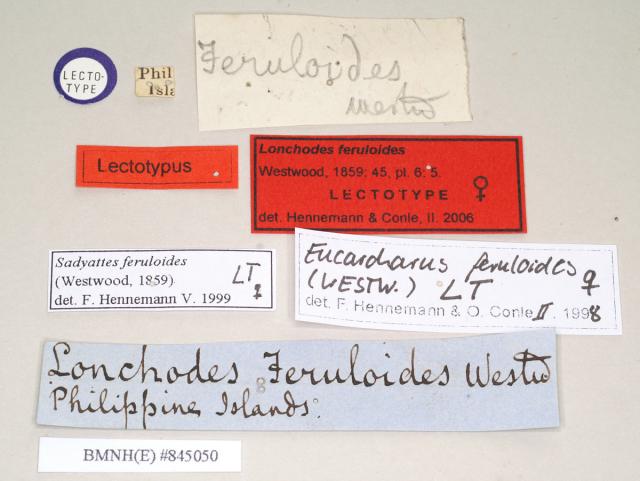 LECTO-
TYPE
Phil
Isla
Feruloides
Westw
Lectotypus
Lonchodes feruloides
Westwood, 1859; 45, pl. 6: 5.
LECTOTYPE ♀
det. Hennemann & Conle, II. 2006
Sadyattes feruloides
(Westwood, 1859)
det. F. Hennemann V. 1999
LT
♀
Eucarcharus feruloides
(WESTW.) LT ♀
det. F. Hennemann & O. Conle II. 1998
Lonchodes Feruloides Westw
Philippine Islands.
BMNH(E) #845050